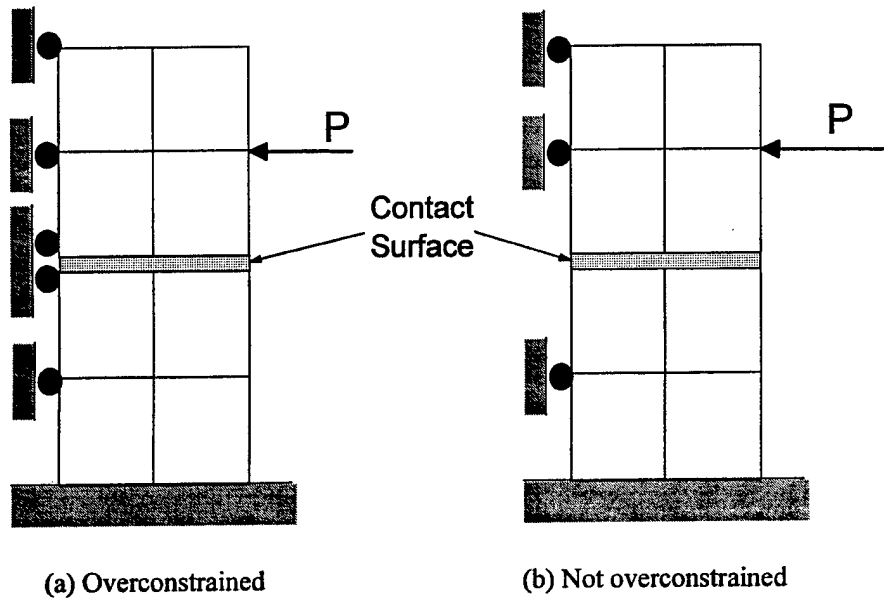 P
P
Contact
Surface
(a) Overconstrained
(b) Not overconstrained